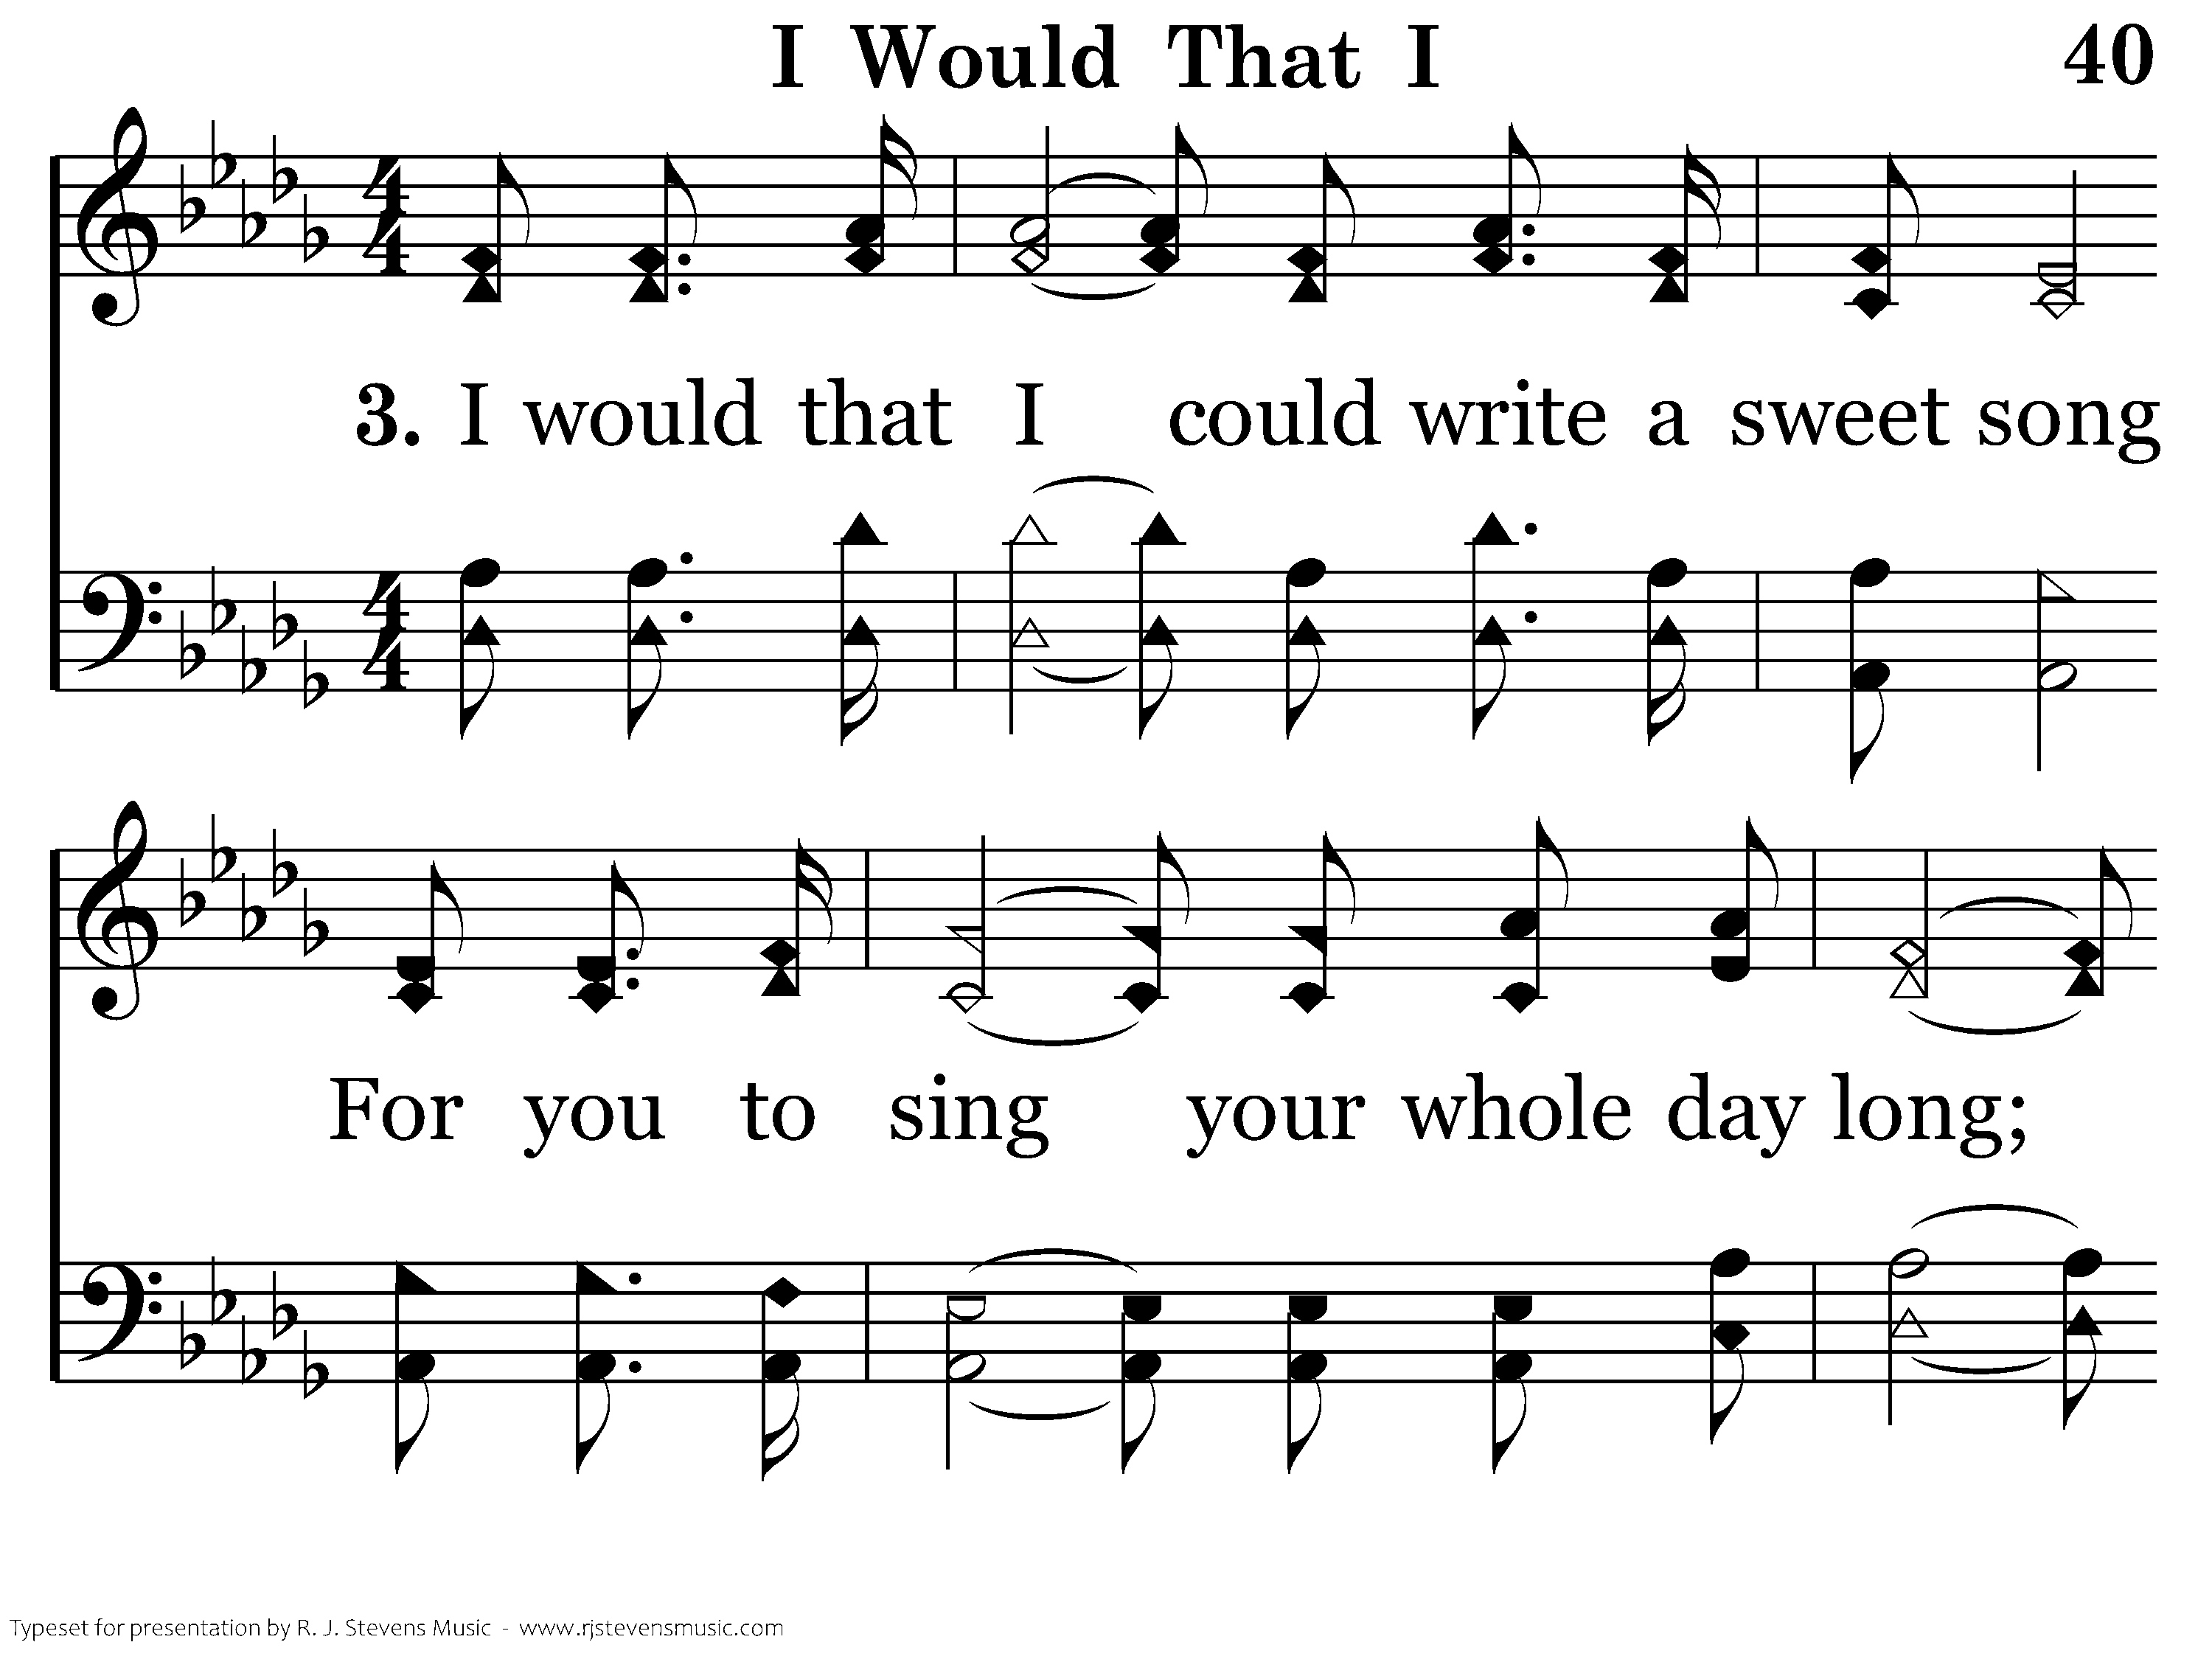 I Would That I 40
3. I would that I could write a sweet song
For you to sing your whole day long;
Typeset for presentation by R. J. Stevens Music - www.rjstevensmusic.com